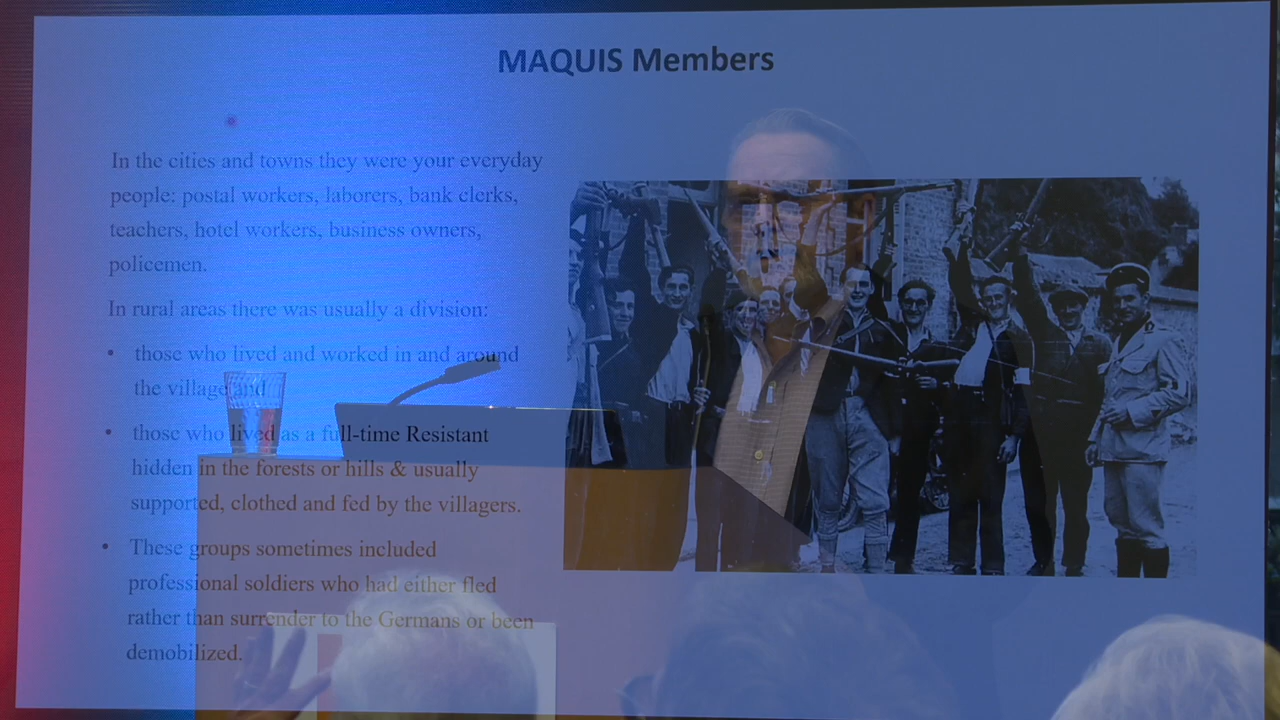 MAQUIS Members
In the cities and towns they were your everyday
people: postal workers, laborers, bank clerks,
teachers, hotel workers, business owners,
policemen.
In rural areas there was usually a division:
• those who lived and worked in and around
the village and
• those who lived as a full-time Resistant
hidden in the forests or hills & usually
supported, clothed and fed by the villagers.
• These groups sometimes included
professional soldiers who had either fled
rather than surrender to the Germans or been
demobilized.